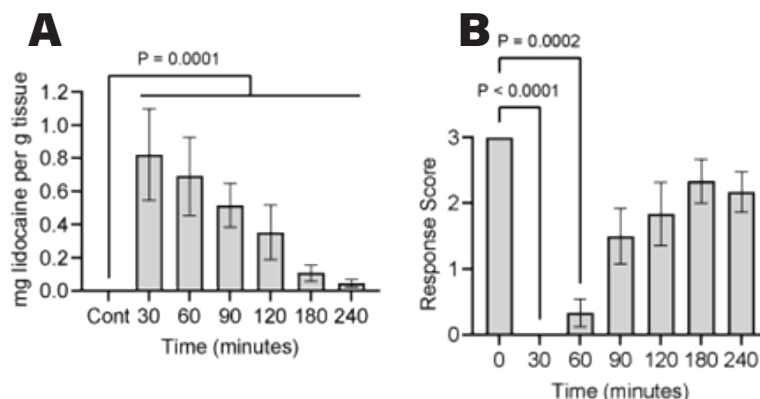 A
P = 0.0001
mg lidocaine per g tissue
1.2
1.0
0.8
0.6
0.4
0.2
0.0
Cont 30 60 90 120 180 240
Time (minutes)
B
P = 0.0002
P < 0.0001
Response Score
3
2
1
0
0 30 60 90 120 180 240
Time (minutes)